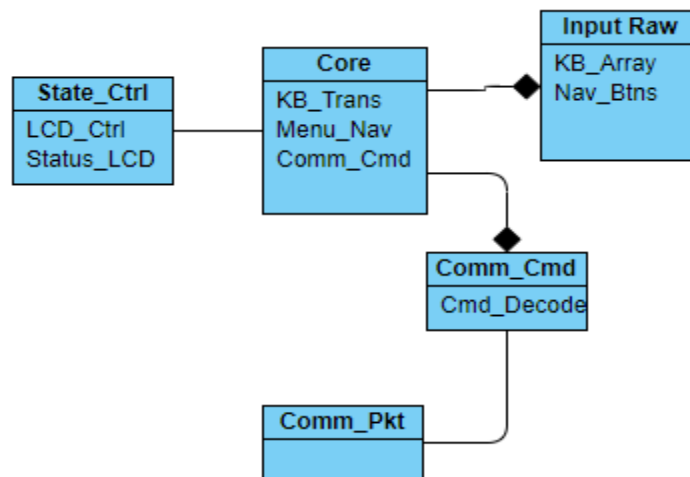 State_Ctrl
LCD_Ctrl
Status_LCD
Core
KB_Trans
Menu_Nav
Comm_Cmd
Input Raw
KB_Array
Nav_Btns
Comm_Cmd
Cmd_Decode
Comm_Pkt